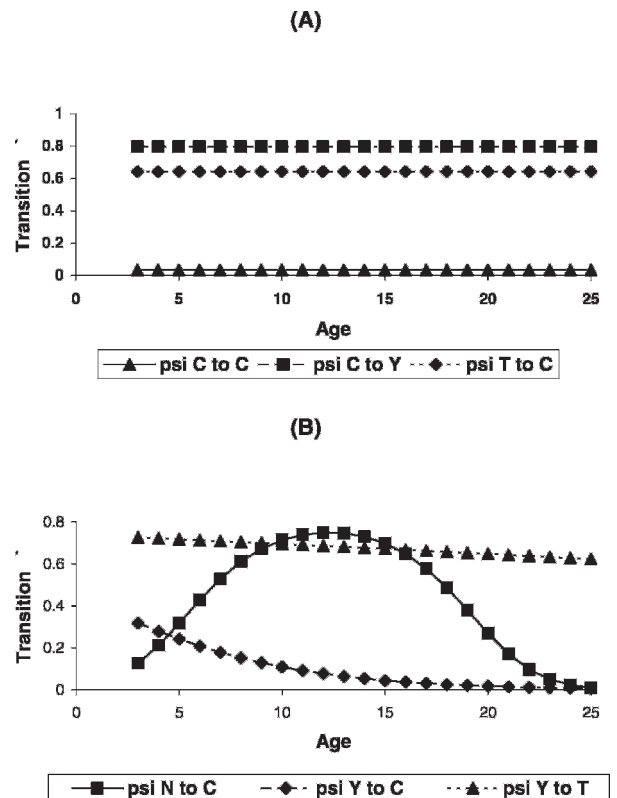 (A)
1
0.8
0.6
0.4
0.2
0
Transition
0 5 10 15 20 25
Age
psi C to C psi C to Y psi T to C
(B)
0.8
0.6
0.4
0.2
0
Transition
0 5 10 15 20 25
Age
psi N to C psi Y to C psi Y to T